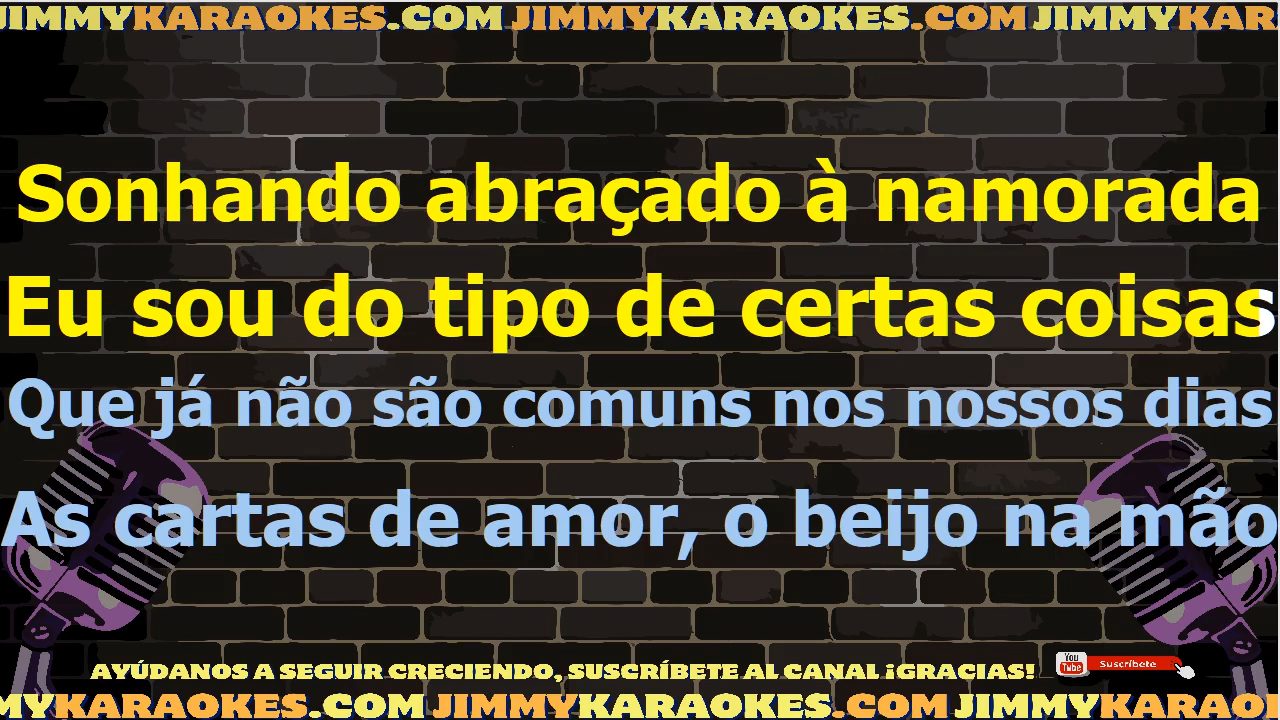 JIMMYKARAOKES.COM JIMMYKARAOKES.COM JIMMYKAR
Sonhando abraçado à namorada
Eu sou do tipo de certas coisas
Que já não são comuns nos nossos dias
As cartas de amor, o beijo na mão
AYÚDANOS A SEGUIR CRECIENDO, SUSCRÍBETE AL CANAL ¡GRACIAS!
You Tube Suscríbete
MYKARAOKES.COM JIMMYKARAOKES.COM JIMMYKARAO